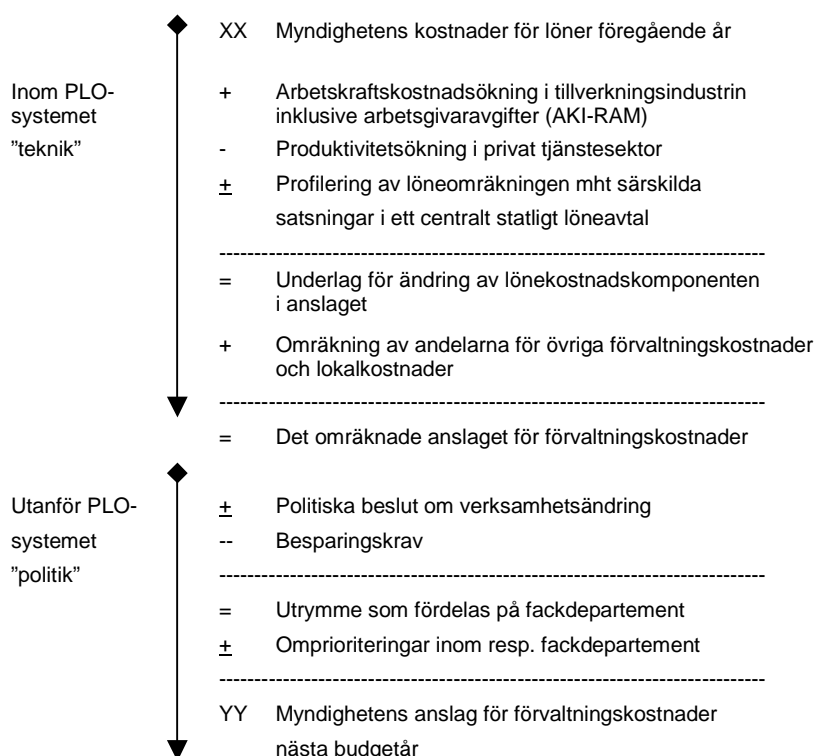 XX Myndighetens kostnader för löner föregående år
Inom PLO-
systemet
”teknik”
+ Arbetskraftskostnadsökning i tillverkningsindustrin
inklusive arbetsgivaravgifter (AKI-RAM)
- Produktivitetsökning i privat tjänstesektor
± Profilering av löneomräkningen mht särskilda
satsningar i ett centralt statligt löneavtal
------------------------------------------------------------------------------
= Underlag för ändring av lönekostnadskomponenten
i anslaget
+ Omräkning av andelarna för övriga förvaltningskostnader
och lokalkostnader
------------------------------------------------------------------------------
= Det omräknade anslaget för förvaltningskostnader
Utanför PLO-
systemet
”politik”
± Politiska beslut om verksamhetsändring
-- Besparingskrav
------------------------------------------------------------------------------
= Utrymme som fördelas på fackdepartement
± Omprioriteringar inom resp. fackdepartement
------------------------------------------------------------------------------
YY Myndighetens anslag för förvaltningskostnader
nästa budgetår